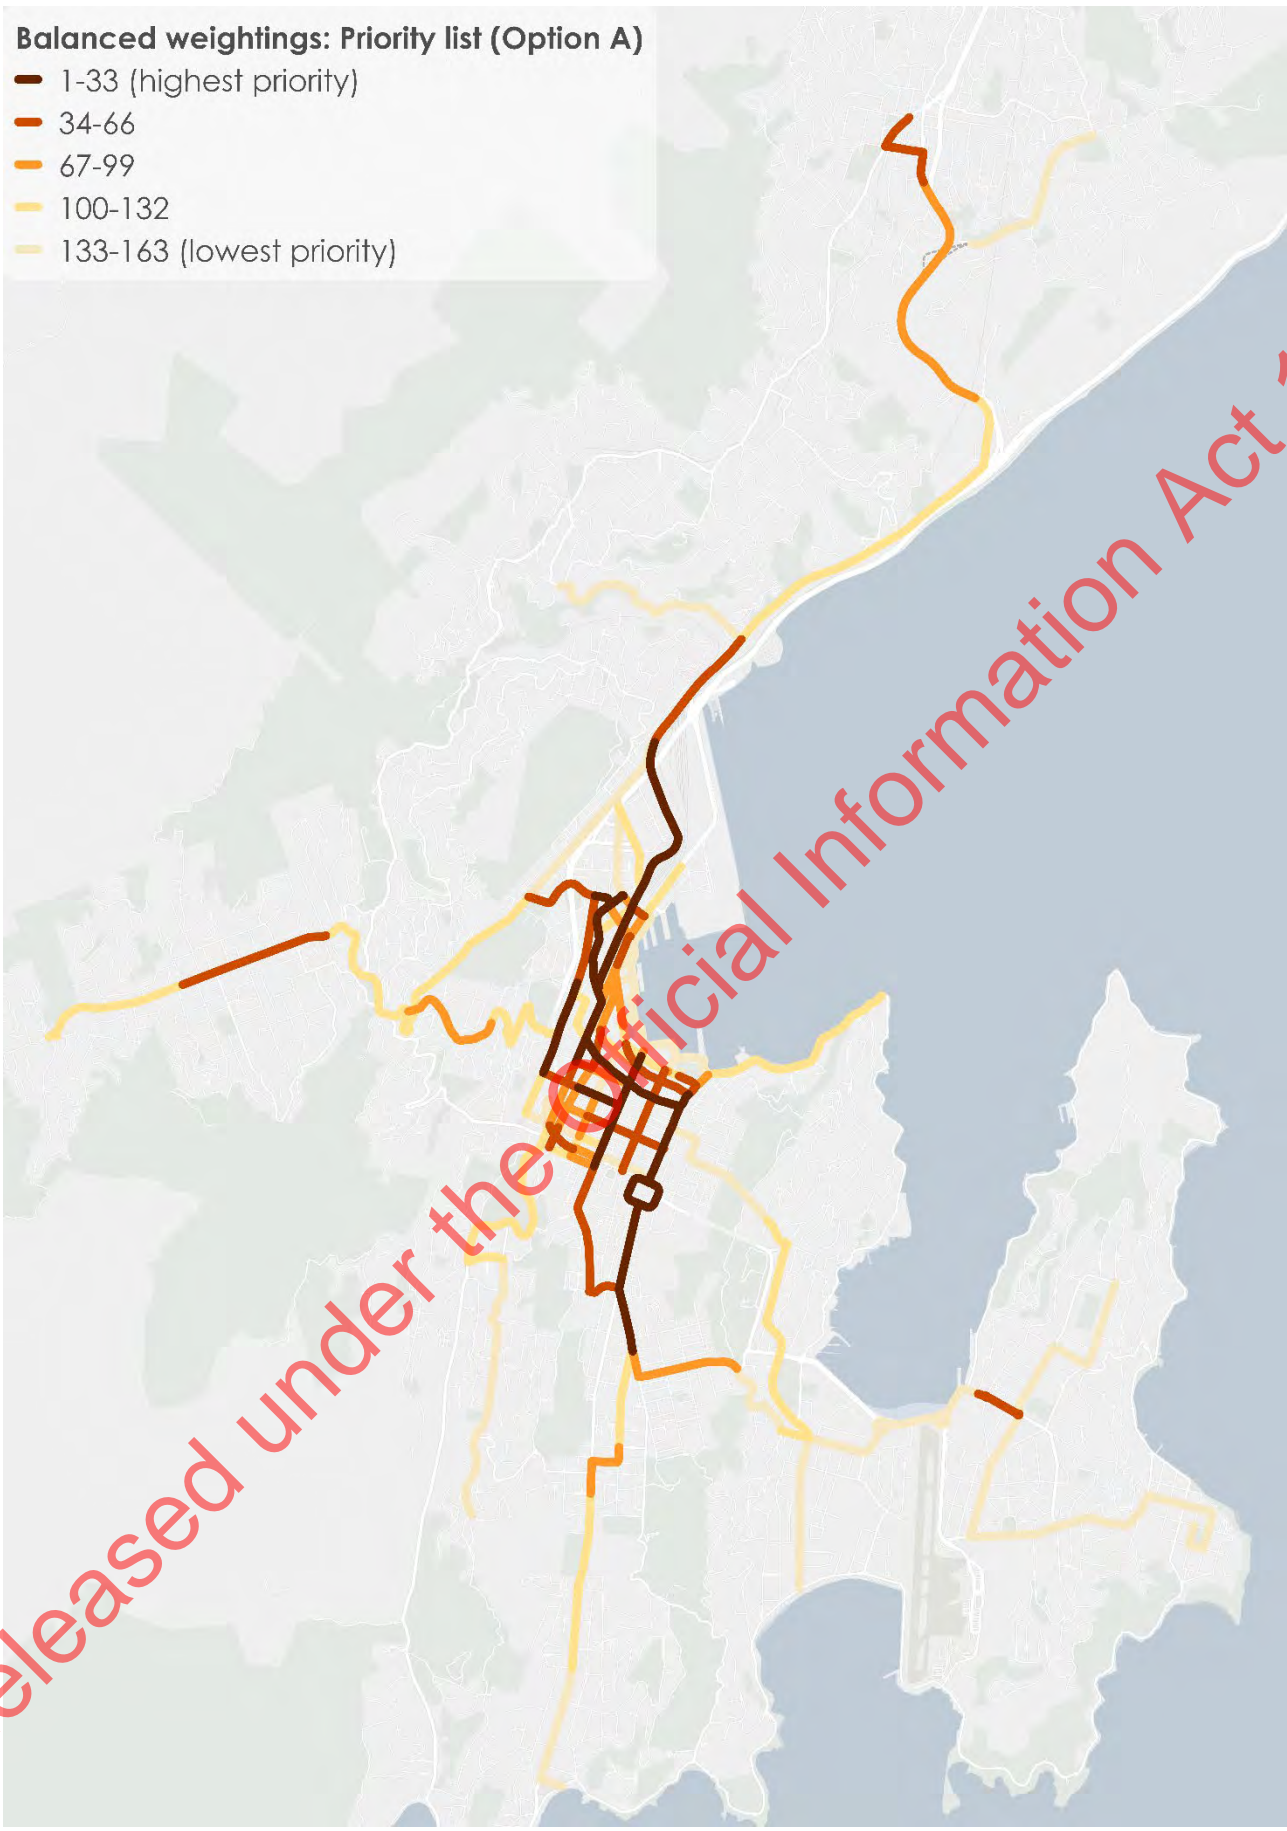 Balanced weightings: Priority list (Option A)
1-33 (highest priority)
34-66
67-99
100-132
133-163 (lowest priority)
eleased under the Official Information Act 1